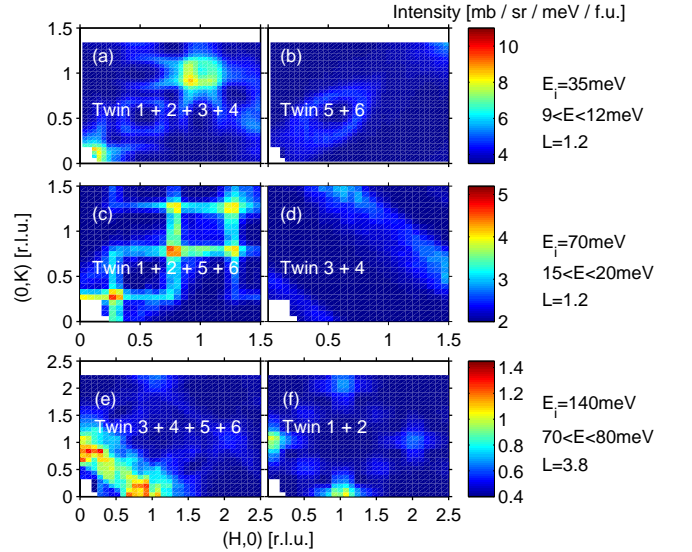 Intensity [mb / sr / meV / f.u.]
1.5
1
0.5
0
(a)
Twin 1 + 2 + 3 + 4
(b)
Twin 5 + 6
10
8
6
4
E_i=35meV
9<E<12meV
L=1.2
(0,K) [r.l.u.]
1.5
1
0.5
0
(c)
Twin 1 + 2 + 5 + 6
(d)
Twin 3 + 4
0 0.5 1 1.5 0.5 1 1.5
5
4
3
2
E_i=70meV
15<E<20meV
L=1.2
2.5
2
1.5
1
0.5
0
(e)
Twin 3 + 4 + 5 + 6
(f)
Twin 1 + 2
0 0.5 1 1.5 2 2.5 0.5 1 1.5 2 2.5
(H,0) [r.l.u.]
1.4
1.2
1.0
0.8
0.6
0.4
E_i=140meV
70<E<80meV
L=3.8